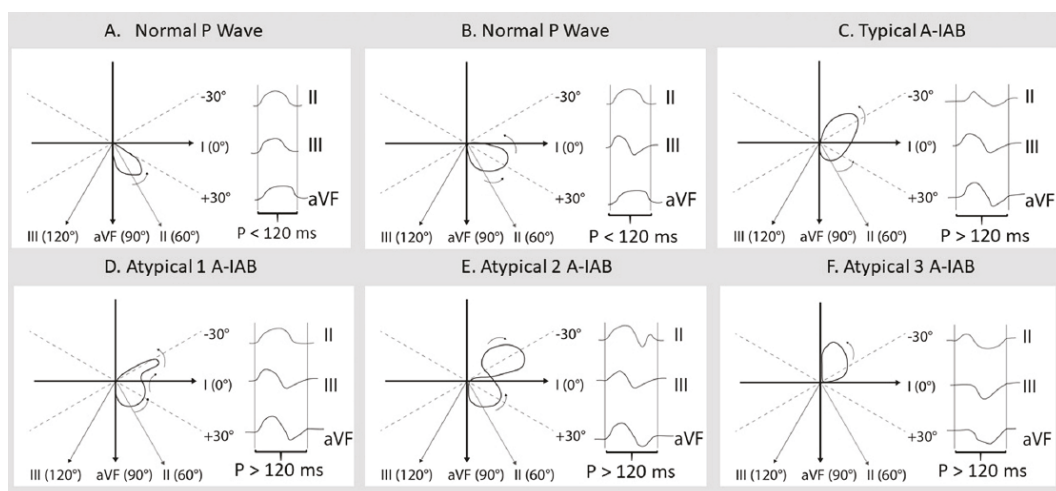 A. Normal P Wave
-30°
I (0°)
+30°
III (120°) aVF (90°) II (60°)
II
III
aVF
P < 120 ms
B. Normal P Wave
-30°
I (0°)
+30°
III (120°) aVF (90°) II (60°)
II
III
aVF
P < 120 ms
C. Typical A-IAB
-30°
I (0°)
+30°
III (120°) aVF (90°) II (60°)
II
III
aVF
P > 120 ms
D. Atypical 1 A-IAB
-30°
I (0°)
+30°
III (120°) aVF (90°) II (60°)
II
III
aVF
P > 120 ms
E. Atypical 2 A-IAB
-30°
I (0°)
+30°
III (120°) aVF (90°) II (60°)
II
III
aVF
P > 120 ms
F. Atypical 3 A-IAB
-30°
I (0°)
+30°
III (120°) aVF (90°) II (60°)
II
III
aVF
P > 120 ms